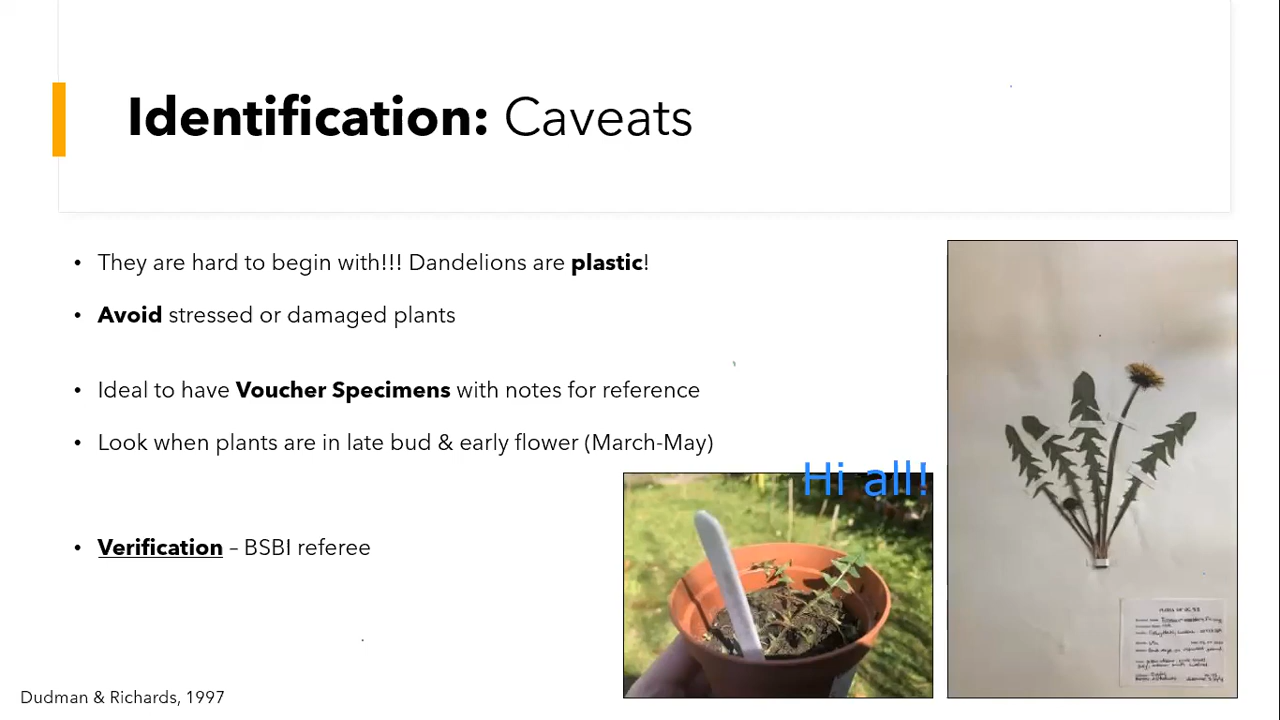 Identification: Caveats
• They are hard to begin with!!! Dandelions are plastic!
• Avoid stressed or damaged plants
• Ideal to have Voucher Specimens with notes for reference
• Look when plants are in late bud & early flower (March-May)
Hi all!
• Verification – BSBI referee
Dudman & Richards, 1997